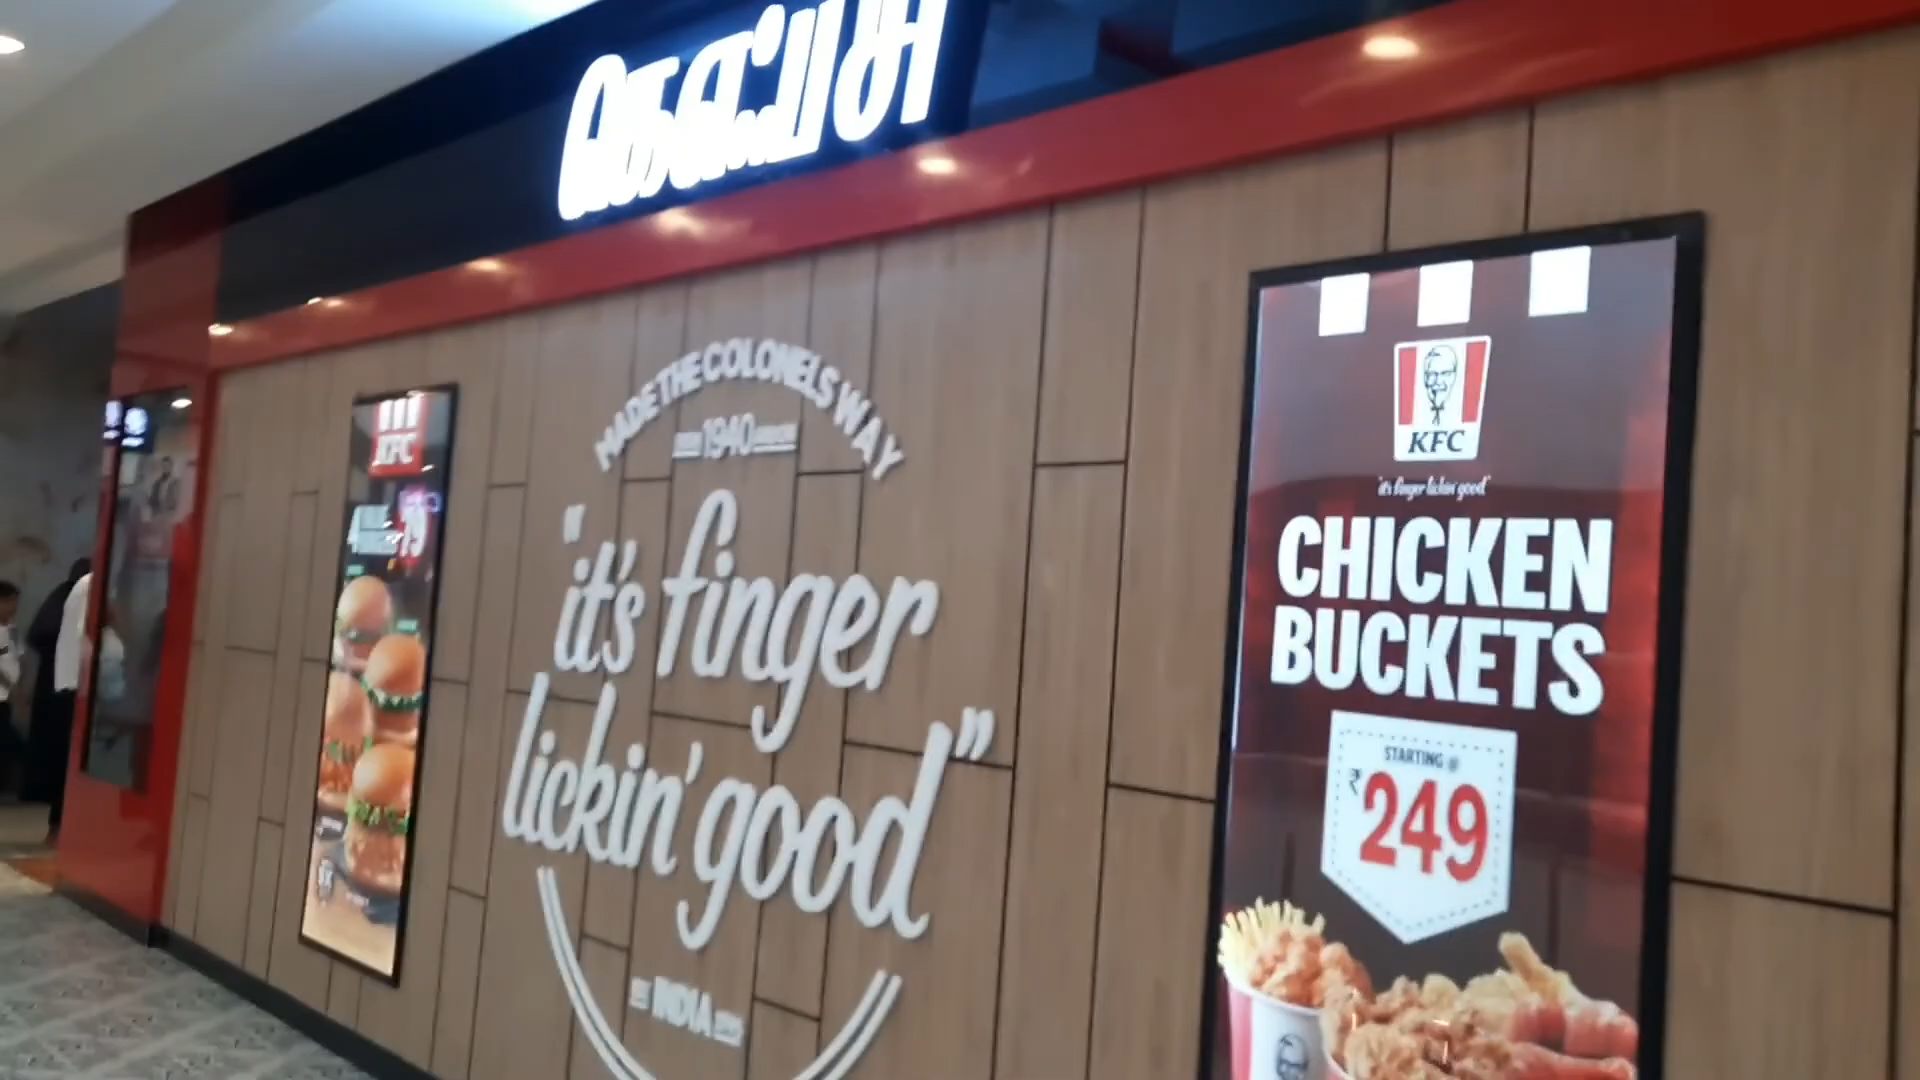 கெஎஃப்சி
MADE THE COLONELS WAY
1940
"it's finger
lickin' good"
INDIA
KFC
79
KFC
"it's finger lickin' good"
CHICKEN
BUCKETS
STARTING @
₹249